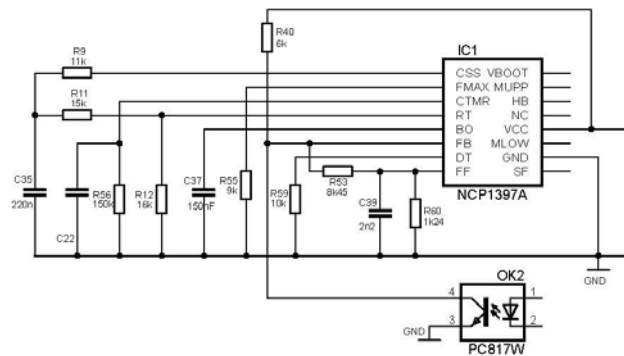 R40
6k
IC1
R9
11k
R11
15k
CSS VBOOT
FMAX MUPP
CTMR HB
RT NC
BO VCC
FB MLOW
DT GND
FF SF
NCP1397A
C35
220n
C22
R56
150k
R12
16k
C37
150nF
R55
9k
R59
10k
R53
8k45
C39
2n2
R60
1k24
GND
OK2
4
1
3
2
GND
PC817W